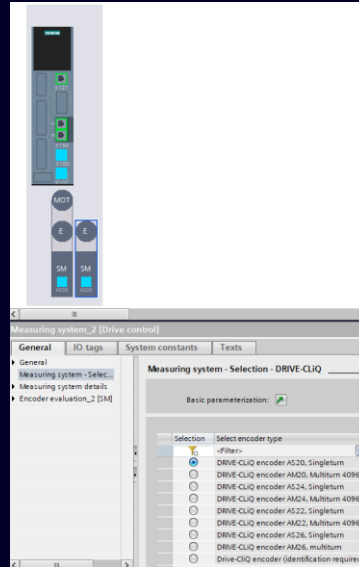 SIEMENS
X127
X150
X100
MOT
E
E
SM
SM
X500
X500
Measuring system_2 [Drive control]
General IO tags System constants Texts
General
Measuring system - Selec...
Measuring system details
Encoder evaluation_2 [SM]
Measuring system - Selection - DRIVE-CLiQ
Basic parameterization:
Selection Select encoder type
<Filter>
DRIVE-CLiQ encoder AS20, Singleturn
DRIVE-CLiQ encoder AM20, Multiturn 4096
DRIVE-CLiQ encoder AS24, Singleturn
DRIVE-CLiQ encoder AM24, Multiturn 4096
DRIVE-CLiQ encoder AS22, Singleturn
DRIVE-CLiQ encoder AM22, Multiturn 4096
DRIVE-CLiQ encoder AS26, Singleturn
DRIVE-CLiQ encoder AM26, multiturn
Drive-CliQ encoder (identification require